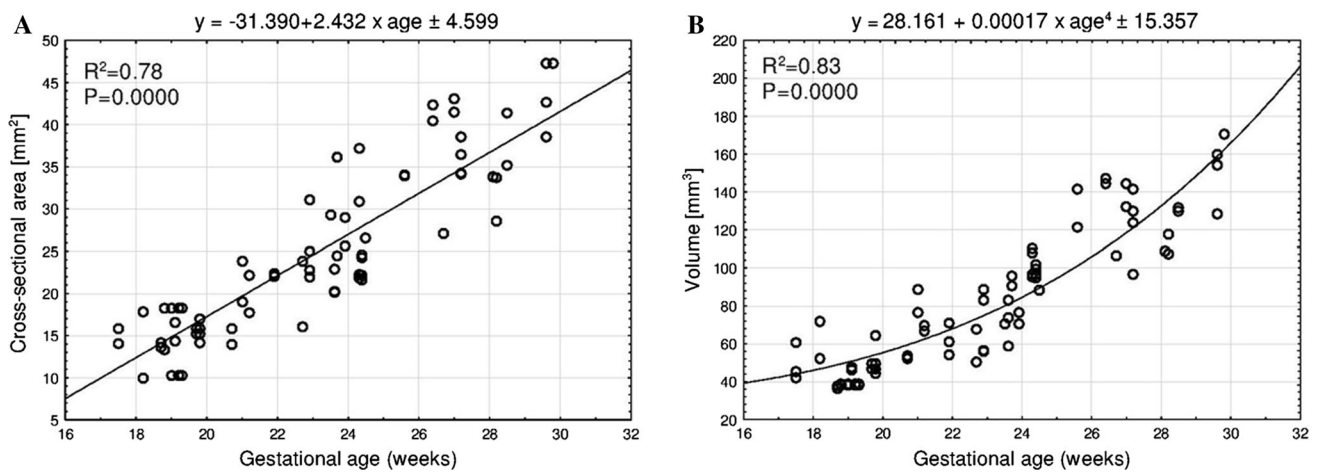 A
y = -31.390+2.432 x age ± 4.599
R²=0.78
P=0.0000
50
45
40
35
30
25
20
15
10
5
Cross-sectional area [mm²]
16 20 22 24 26 28 30 32
Gestational age (weeks)
B
y = 28.161 + 0.00017 x age⁴ ± 15.357
R²=0.83
P=0.0000
220
200
180
160
140
120
100
80
60
40
20
Volume [mm³]
16 18 20 22 24 26 28 30 32
Gestational age (weeks)